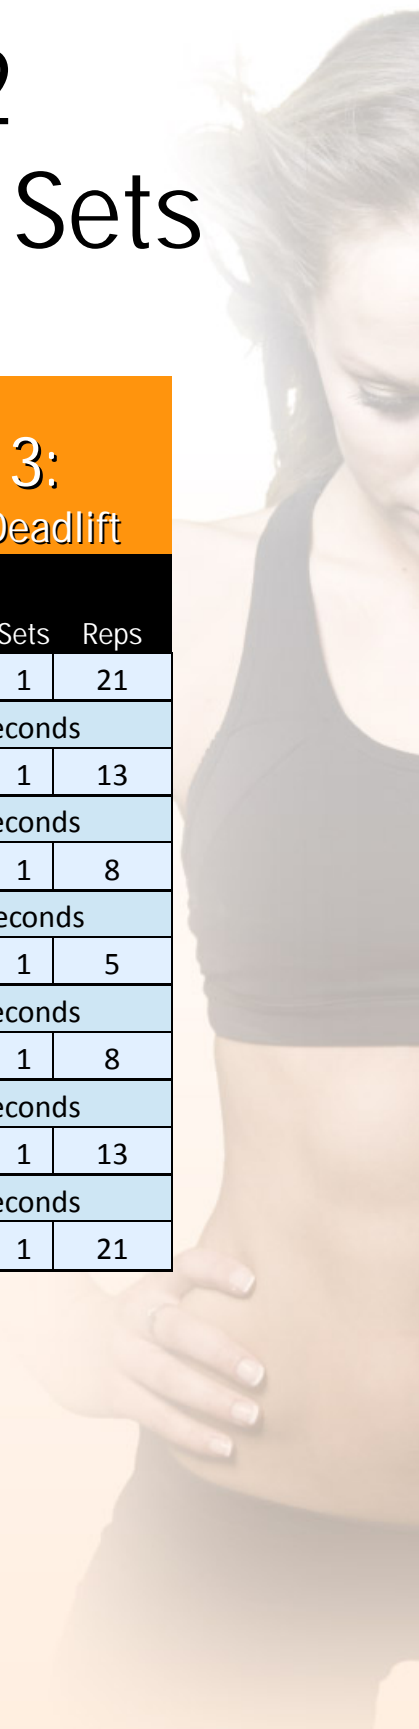 2
Sets
3:
Deadlift
Sets Reps
1 21
econds
1 13
econds
1 8
econds
1 5
econds
1 8
econds
1 13
econds
1 21